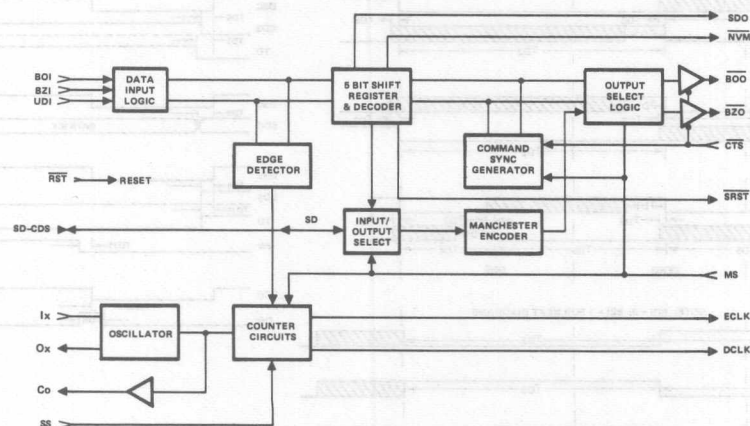 SDO
NVM
BOI
BZI
UDI
DATA
INPUT
LOGIC
5 BIT SHIFT
REGISTER
& DECODER
OUTPUT
SELECT
LOGIC
BOO
BZO
CTS
EDGE
DETECTOR
COMMAND
SYNC
GENERATOR
RST
RESET
SRST
SD-CDS
SD
INPUT/
OUTPUT
SELECT
MANCHESTER
ENCODER
MS
Ix
OSCILLATOR
COUNTER
CIRCUITS
ECLK
Ox
DCLK
Co
SS